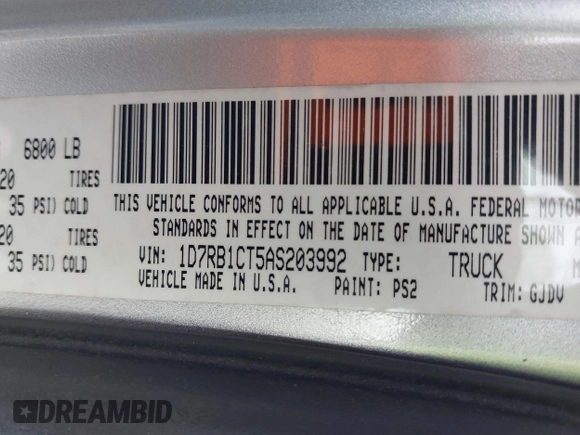 6800 LB
20 TIRES
35 PSI) COLD
20 TIRES
35 PSI) COLD
THIS VEHICLE CONFORMS TO ALL APPLICABLE U.S.A. FEDERAL MOTOR
STANDARDS IN EFFECT ON THE DATE OF MANUFACTURE SHOWN A
VIN: 1D7RB1CT5AS203992 TYPE: TRUCK
VEHICLE MADE IN U.S.A. PAINT: PS2 TRIM: GJDV
DREAMBID